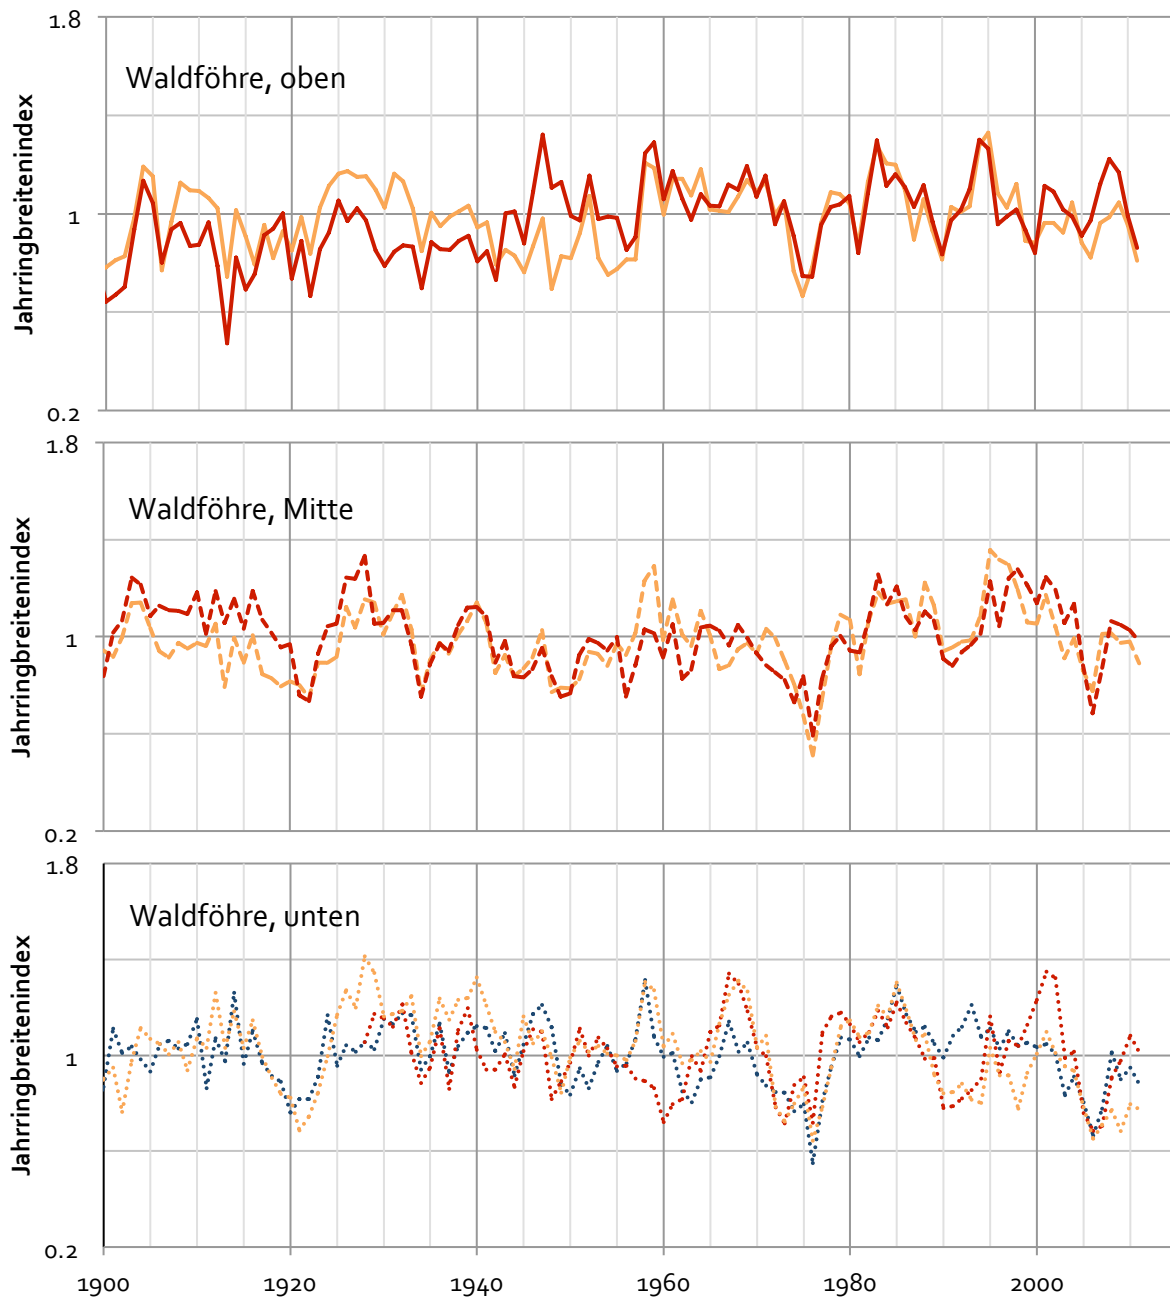 1.8
Waldföhre, oben
Jahrringbreitenindex
1
0.2
1.8
Waldföhre, Mitte
Jahrringbreitenindex
1
0.2
1.8
Waldföhre, unten
Jahrringbreitenindex
1
0.2
1900 1920 1940 1960 1980 2000